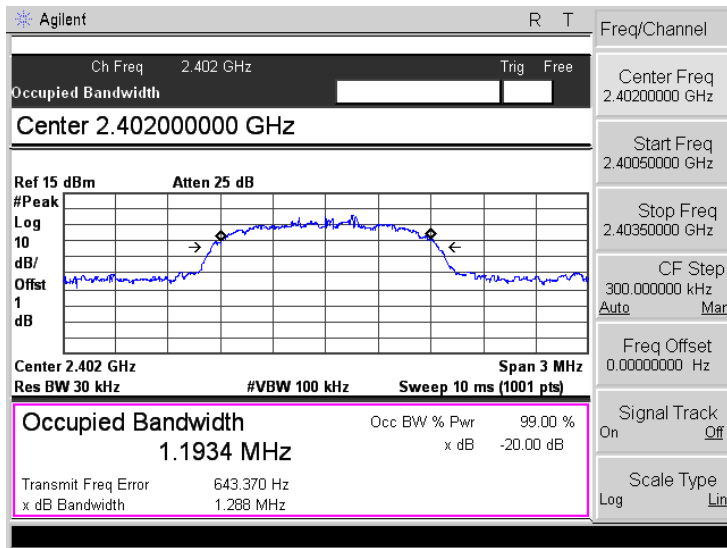 Agilent R T
Ch Freq 2.402 GHz Trig Free
Occupied Bandwidth
Center 2.402000000 GHz
Ref 15 dBm Atten 25 dB
#Peak
Log
10
dB/
Offst
1
dB
Center 2.402 GHz Span 3 MHz
Res BW 30 kHz #VBW 100 kHz Sweep 10 ms (1001 pts)
Occupied Bandwidth
1.1934 MHz
Occ BW % Pwr 99.00 %
x dB -20.00 dB
Transmit Freq Error 643.370 Hz
x dB Bandwidth 1.288 MHz
Freq/Channel
Center Freq
2.40200000 GHz
Start Freq
2.40050000 GHz
Stop Freq
2.40350000 GHz
CF Step
300.000000 kHz
Auto Mar
Freq Offset
0.00000000 Hz
Signal Track
On Off
Scale Type
Log Lin